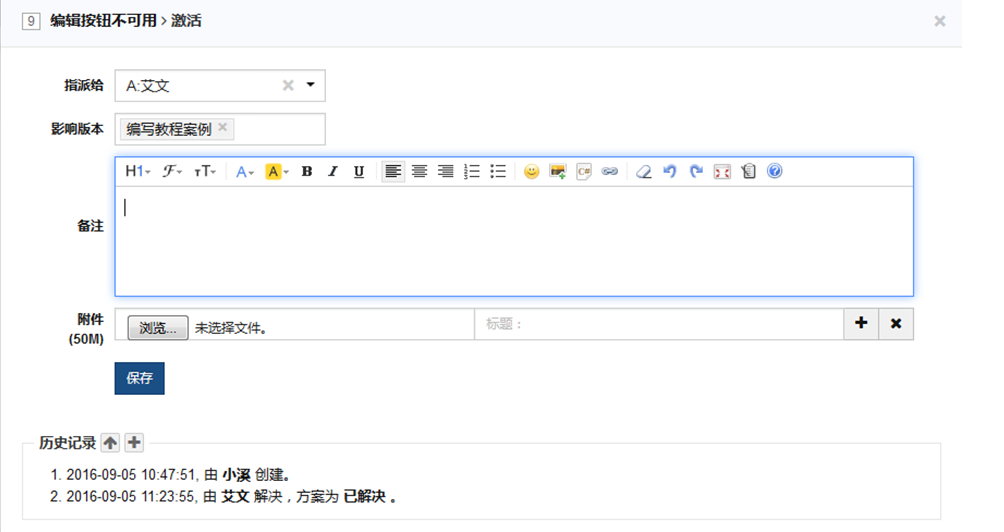 9 编辑按钮不可用 > 激活 ×
指派给 A:艾文 ×
影响版本 编写教程案例 ×
H1 ℱ тT A A B I U C#
备注
附件 浏览... 未选择文件。 标题：
(50M)
保存
历史记录
1. 2016-09-05 10:47:51, 由 小溪 创建。
2. 2016-09-05 11:23:55, 由 艾文 解决，方案为 已解决 。